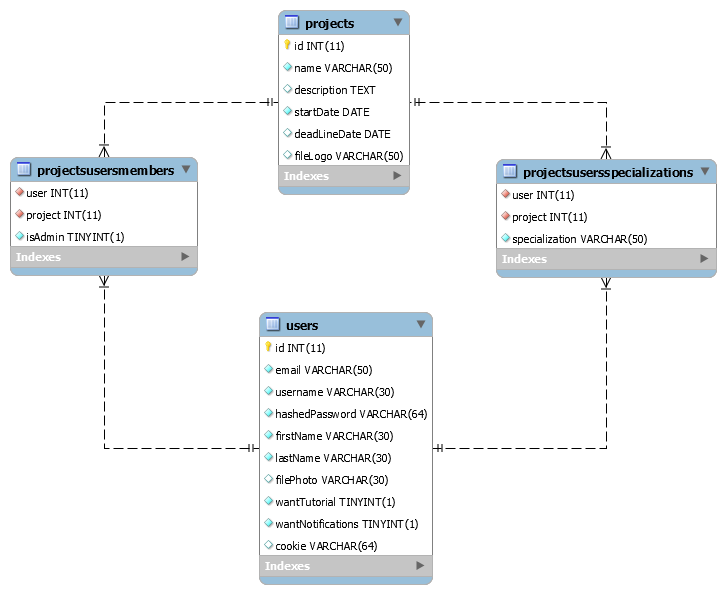 projects
id INT(11)
name VARCHAR(50)
description TEXT
startDate DATE
deadLineDate DATE
fileLogo VARCHAR(50)
Indexes
projectsusersmembers
user INT(11)
project INT(11)
isAdmin TINYINT(1)
Indexes
projectsusersspecializations
user INT(11)
project INT(11)
specialization VARCHAR(50)
Indexes
users
id INT(11)
email VARCHAR(50)
username VARCHAR(30)
hashedPassword VARCHAR(64)
firstName VARCHAR(30)
lastName VARCHAR(30)
filePhoto VARCHAR(30)
wantTutorial TINYINT(1)
wantNotifications TINYINT(1)
cookie VARCHAR(64)
Indexes